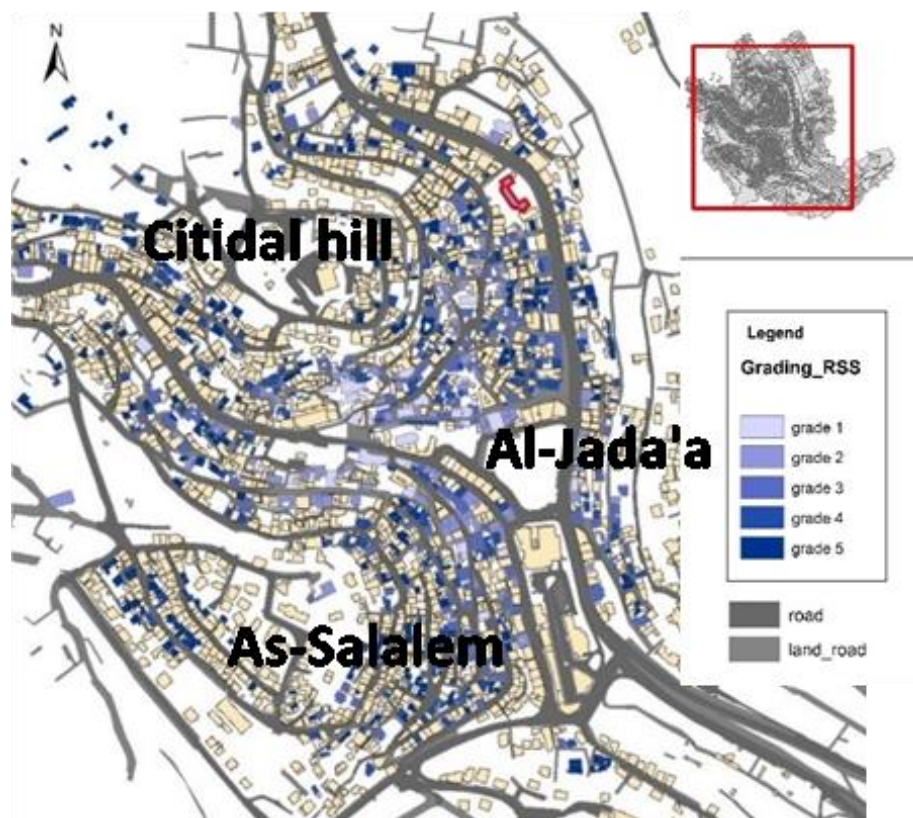 N
Citidal hill
Al-Jada'a
As-Salalem
Legend
Grading_RSS
grade 1
grade 2
grade 3
grade 4
grade 5
road
land_road